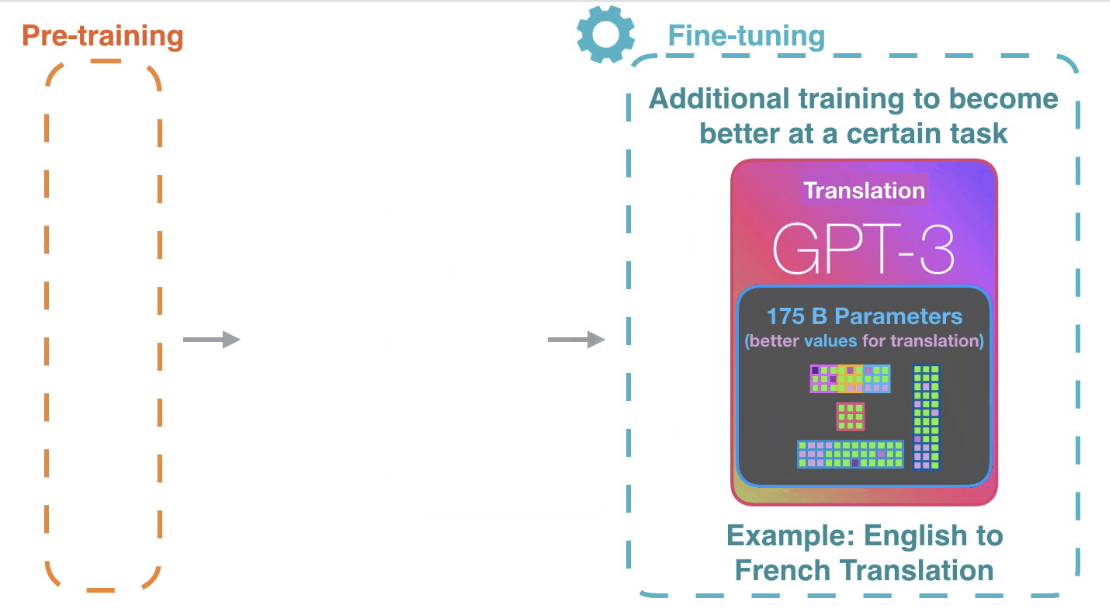 Pre-training
Fine-tuning
Additional training to become
better at a certain task
Translation
GPT-3
175 B Parameters
(better values for translation)
Example: English to
French Translation